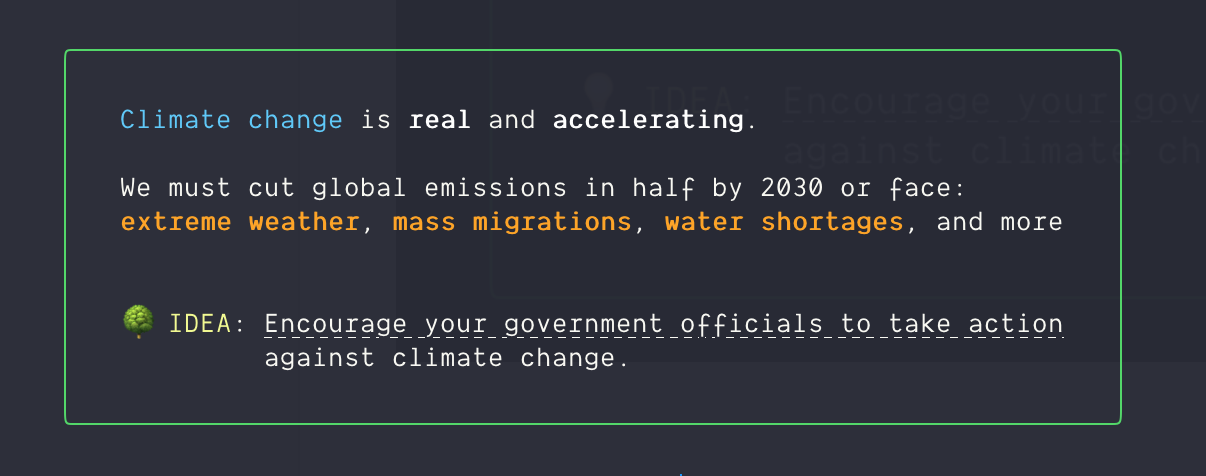 Climate change is real and accelerating.
We must cut global emissions in half by 2030 or face:
extreme weather, mass migrations, water shortages, and more
IDEA: Encourage your government officials to take action
against climate change.
IDEA: Encourage your gov
against climate ch